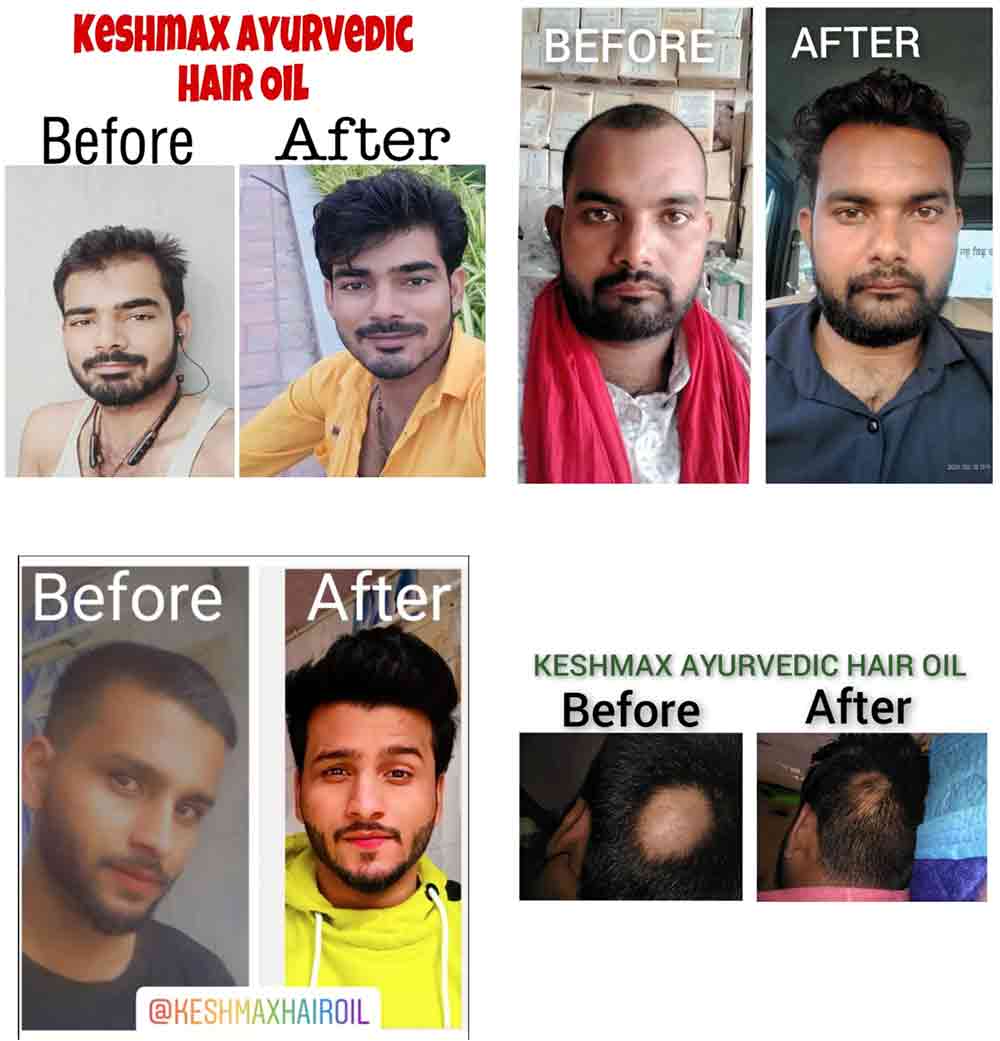 KESHMAX AYURVEDIC
HAIR OIL
Before
After
BEFORE
AFTER
Before
After
@KESHMAXHAIROIL
KESHMAX AYURVEDIC HAIR OIL
Before
After